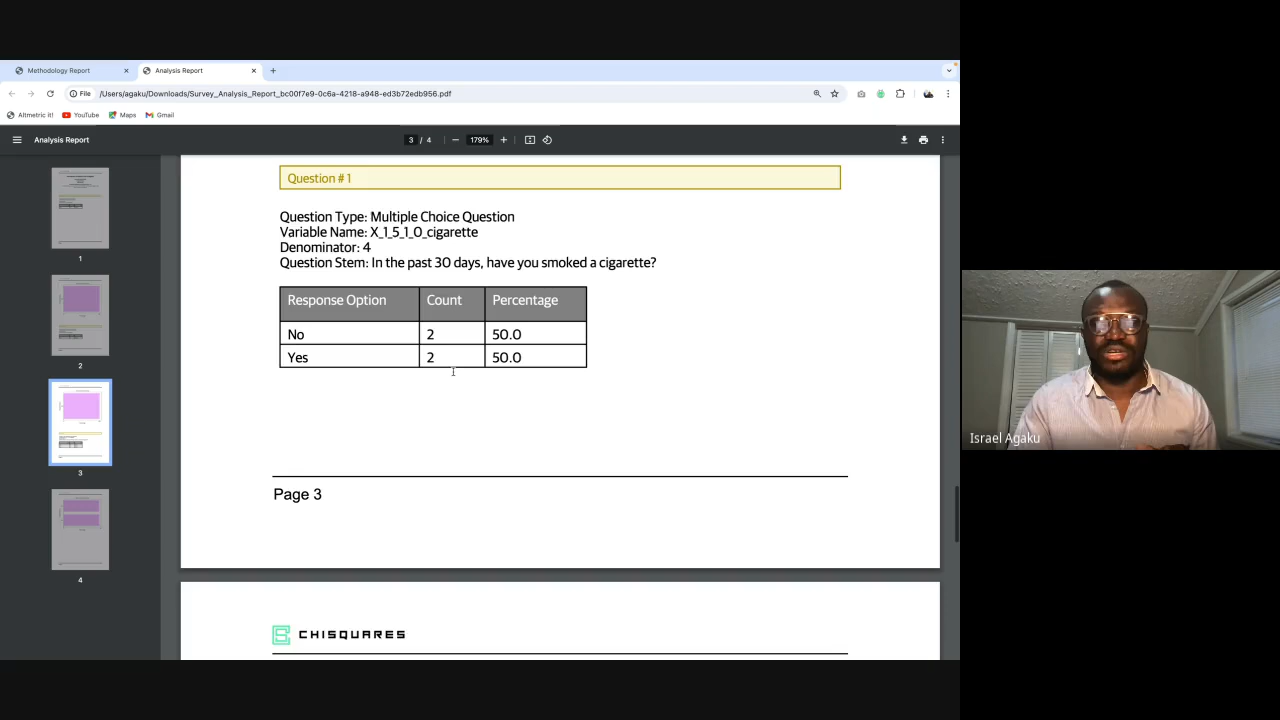 Methodology Report
Analysis Report
File
/Users/agaku/Downloads/Survey_Analysis_Report_bc00f7e9-0c6a-4218-a948-ed3b72edb956.pdf
Altmetric it!
YouTube
Maps
Gmail
Analysis Report
3 / 4
179%
1
2
3
4
Question # 1
Question Type: Multiple Choice Question
Variable Name: X_1_5_1_0_cigarette
Denominator: 4
Question Stem: In the past 30 days, have you smoked a cigarette?
Response Option Count Percentage
No 2 50.0
Yes 2 50.0
Page 3
CHISQUARES
Israel Agaku